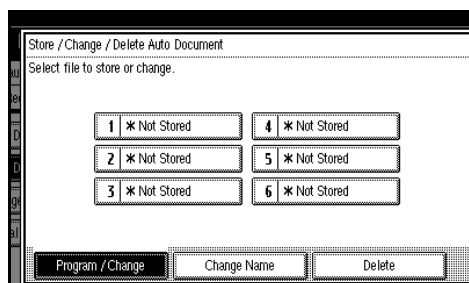 Store / Change / Delete Auto Document
Select file to store or change.
1 * Not Stored 4 * Not Stored
2 * Not Stored 5 * Not Stored
3 * Not Stored 6 * Not Stored
Program / Change Change Name Delete